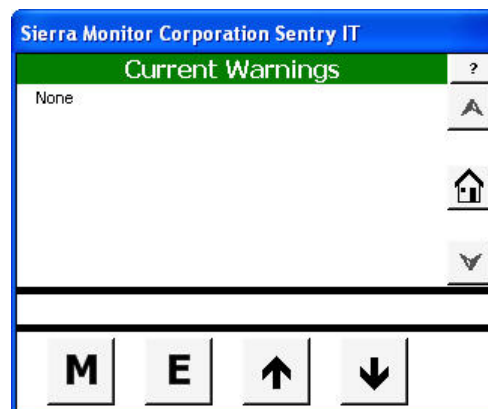 Sierra Monitor Corporation Sentry IT
Current Warnings
?
None
M
E